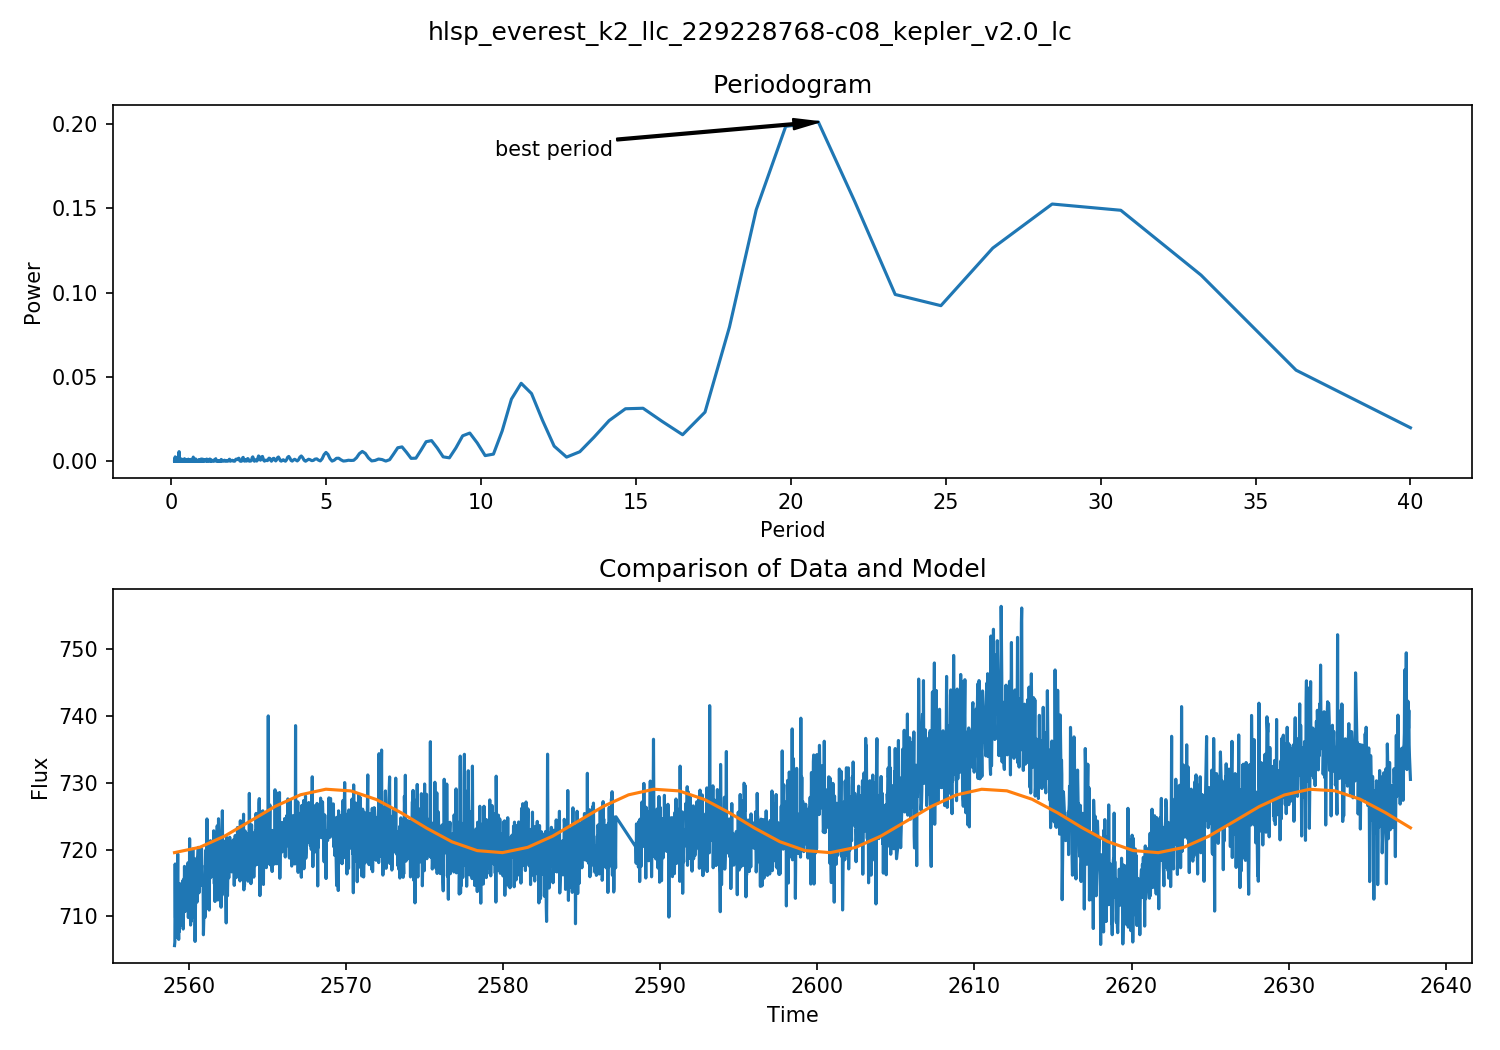 hlsp_everest_k2_llc_229228768-c08_kepler_v2.0_lc
Periodogram
0.20
0.15
0.10
0.05
0.00
Power
best period
0 5 10 15 20 25 30 35 40
Period
Comparison of Data and Model
750
740
730
720
710
Flux
2560 2570 2580 2590 2600 2610 2620 2630 2640
Time